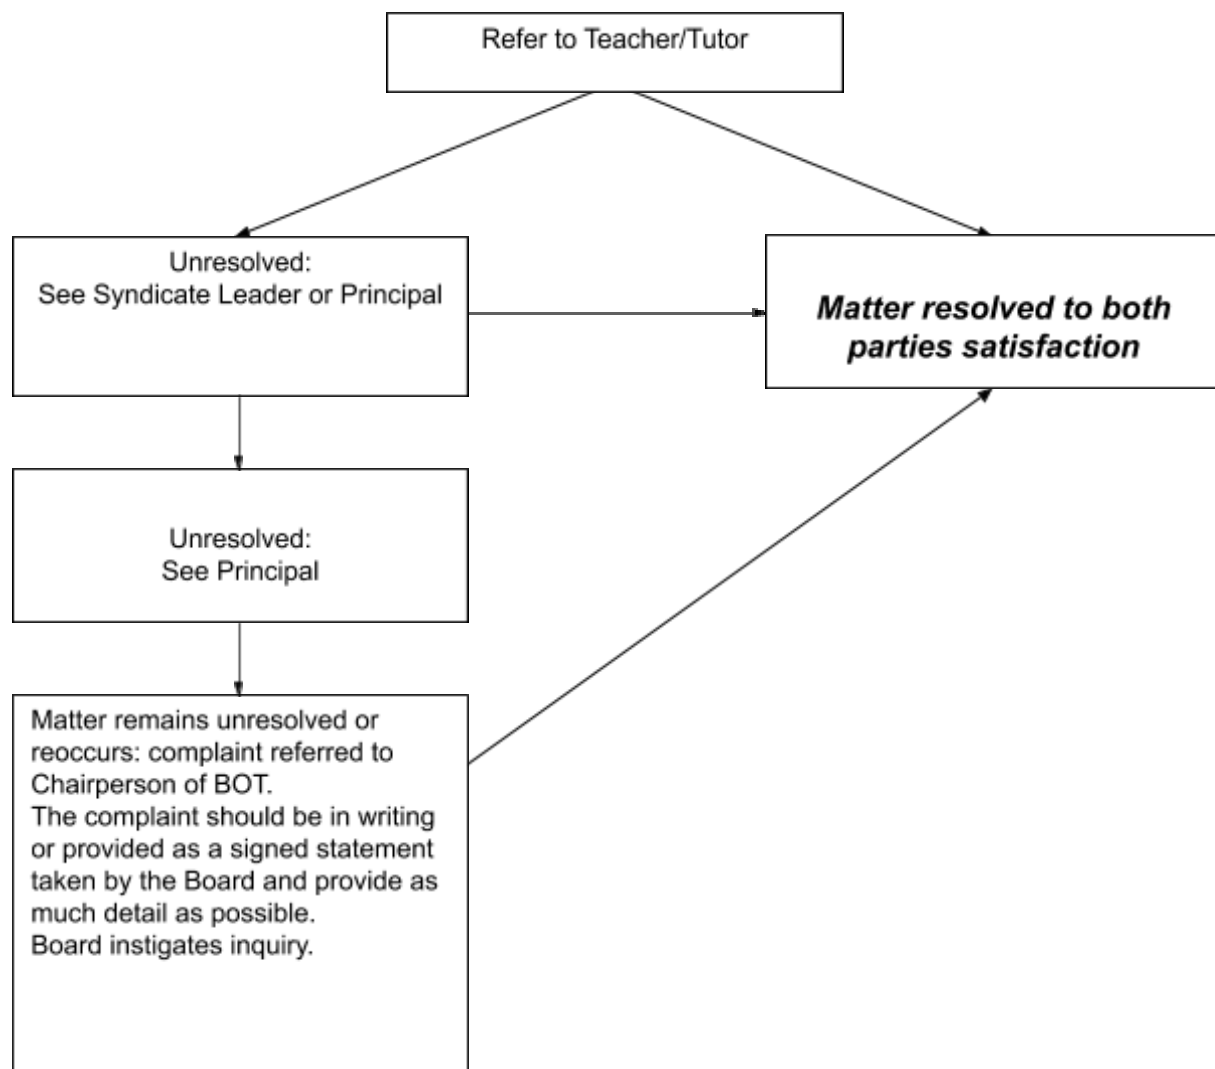 Refer to Teacher/Tutor
Unresolved:
See Syndicate Leader or Principal
Matter resolved to both
parties satisfaction
Unresolved:
See Principal
Matter remains unresolved or
reoccurs: complaint referred to
Chairperson of BOT.
The complaint should be in writing
or provided as a signed statement
taken by the Board and provide as
much detail as possible.
Board instigates inquiry.